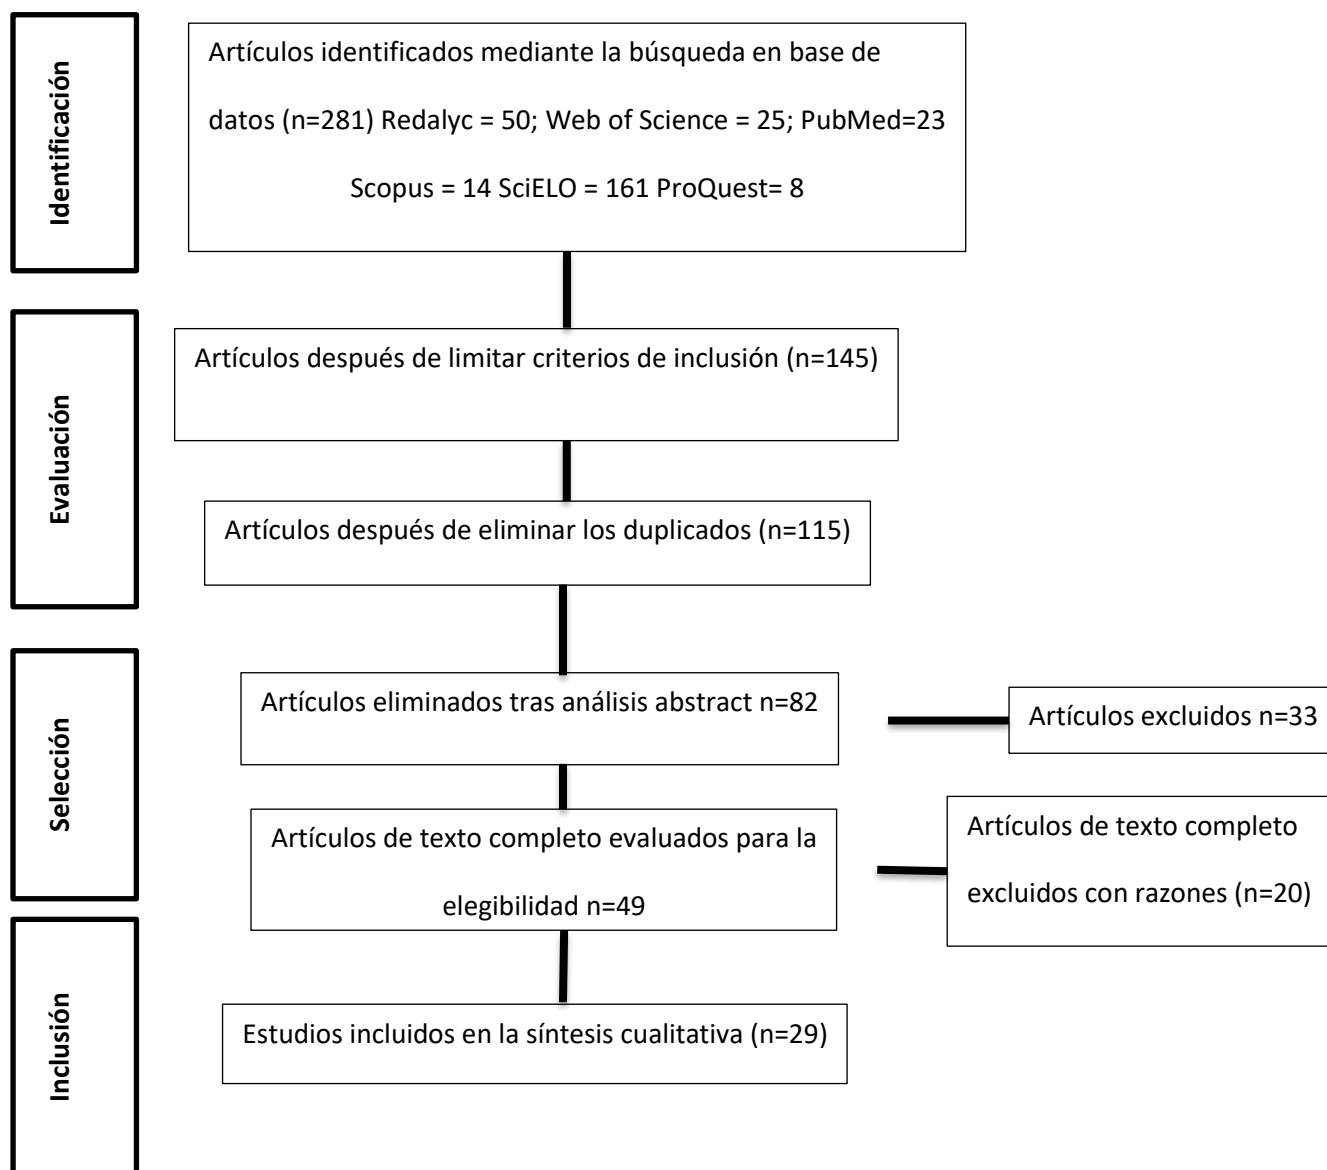 Identificación
Artículos identificados mediante la búsqueda en base de
datos (n=281) Redalyc = 50; Web of Science = 25; PubMed=23
Scopus = 14 SciELO = 161 ProQuest= 8
Evaluación
Artículos después de limitar criterios de inclusión (n=145)
Artículos después de eliminar los duplicados (n=115)
Selección
Artículos eliminados tras análisis abstract n=82
Artículos excluidos n=33
Artículos de texto completo evaluados para la
elegibilidad n=49
Artículos de texto completo
excluidos con razones (n=20)
Inclusión
Estudios incluidos en la síntesis cualitativa (n=29)